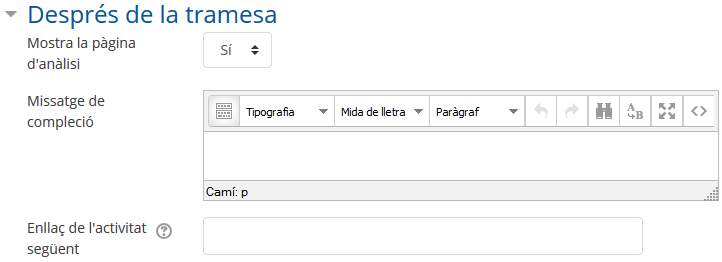 Després de la tramesa
Mostra la pàgina
d'anàlisi
Sí
Missatge de
compleció
Tipografia
Mida de lletra
Paràgraf
Camí: p
Enllaç de l'activitat
següent